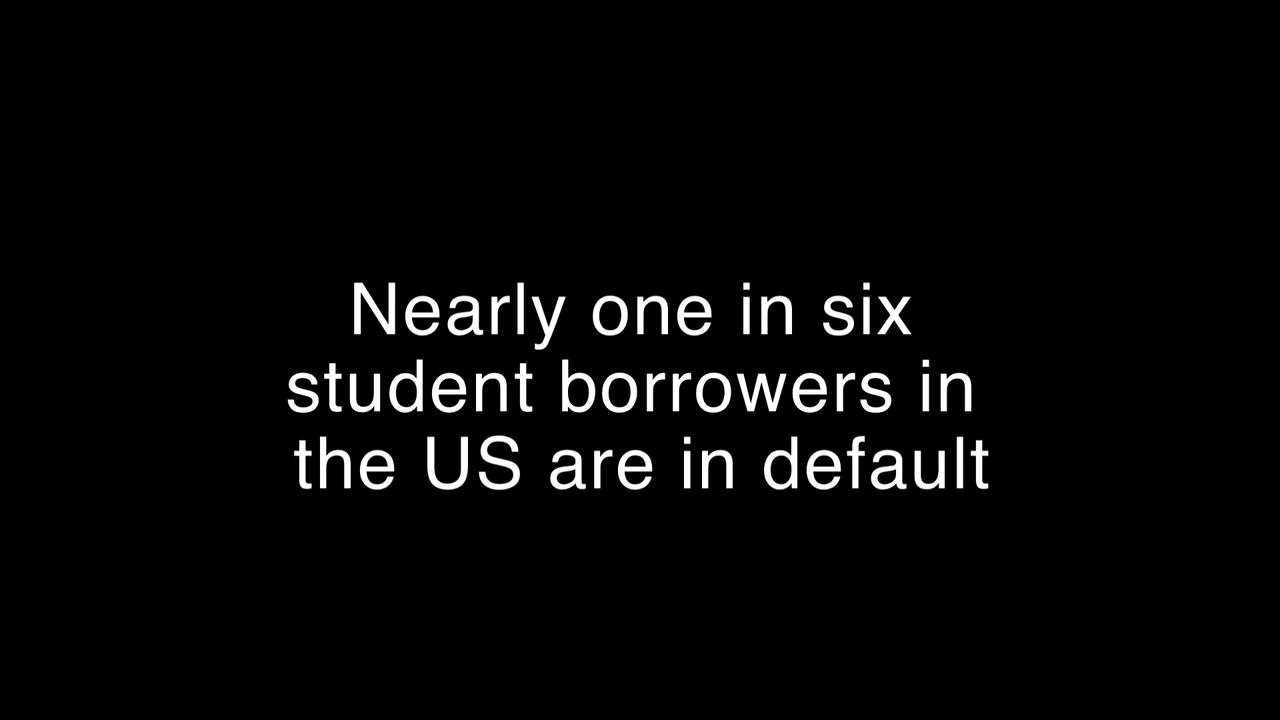 Nearly one in six
student borrowers in
the US are in default